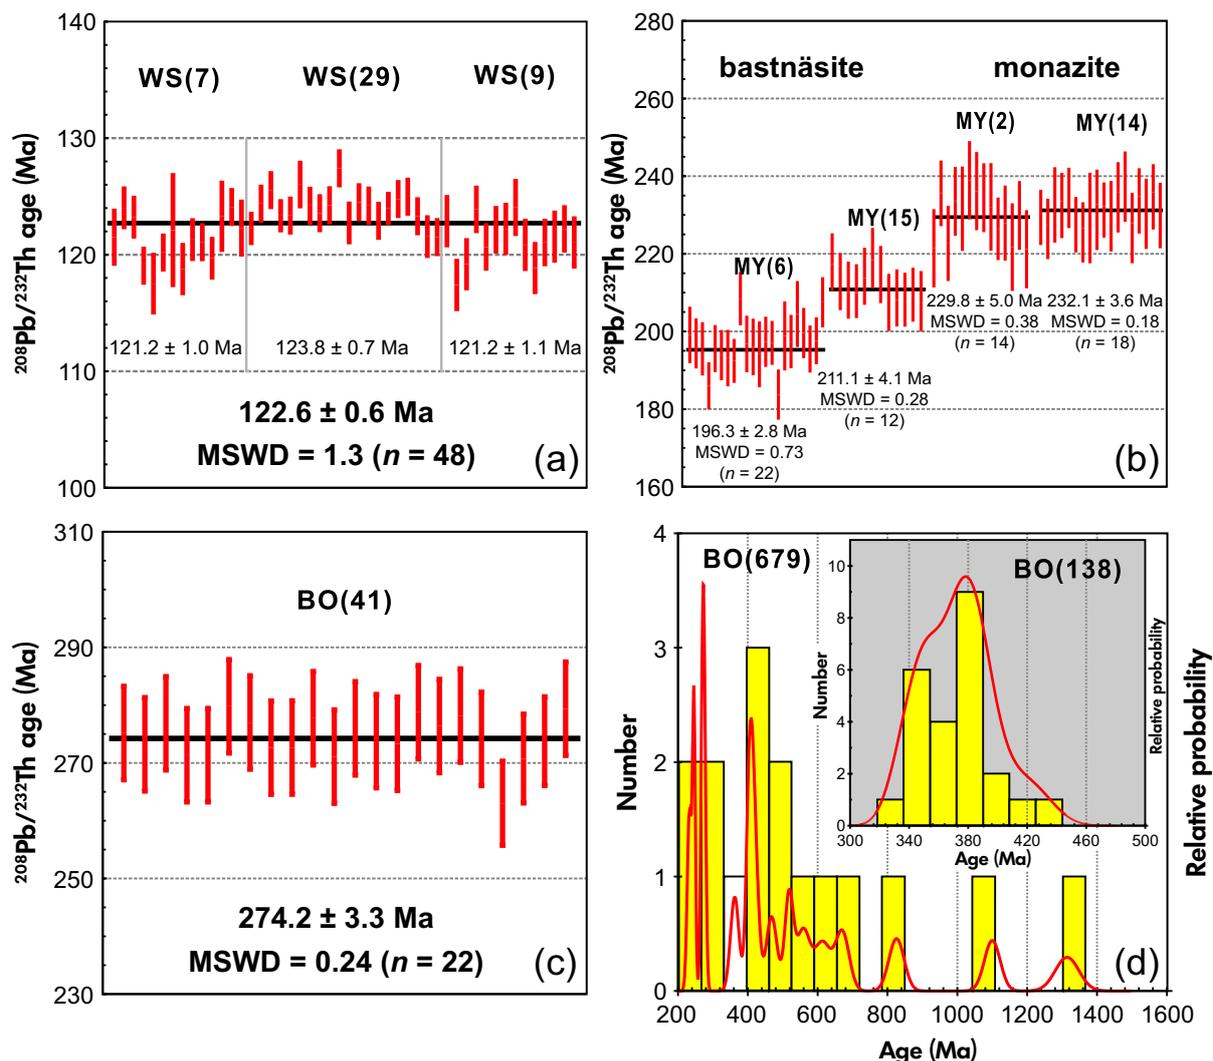 140
130
120
110
100
²⁰⁸Pb/²³²Th age (Ma)
WS(7)
WS(29)
WS(9)
121.2 ± 1.0 Ma
123.8 ± 0.7 Ma
121.2 ± 1.1 Ma
122.6 ± 0.6 Ma
MSWD = 1.3 (n = 48)
(a)
280
260
240
220
200
180
160
²⁰⁸Pb/²³²Th age (Ma)
bastnäsite
monazite
MY(2)
MY(14)
MY(15)
MY(6)
229.8 ± 5.0 Ma
MSWD = 0.38
(n = 14)
232.1 ± 3.6 Ma
MSWD = 0.18
(n = 18)
211.1 ± 4.1 Ma
MSWD = 0.28
(n = 12)
196.3 ± 2.8 Ma
MSWD = 0.73
(n = 22)
(b)
310
290
270
250
230
²⁰⁸Pb/²³²Th age (Ma)
BO(41)
274.2 ± 3.3 Ma
MSWD = 0.24 (n = 22)
(c)
4
3
2
1
0
Number
BO(679)
200 400 600 800 1000 1200 1400 1600
Age (Ma)
Relative probability
10
8
6
4
2
0
Number
BO(138)
300 340 380 420 460 500
Age (Ma)
Relative probability
(d)